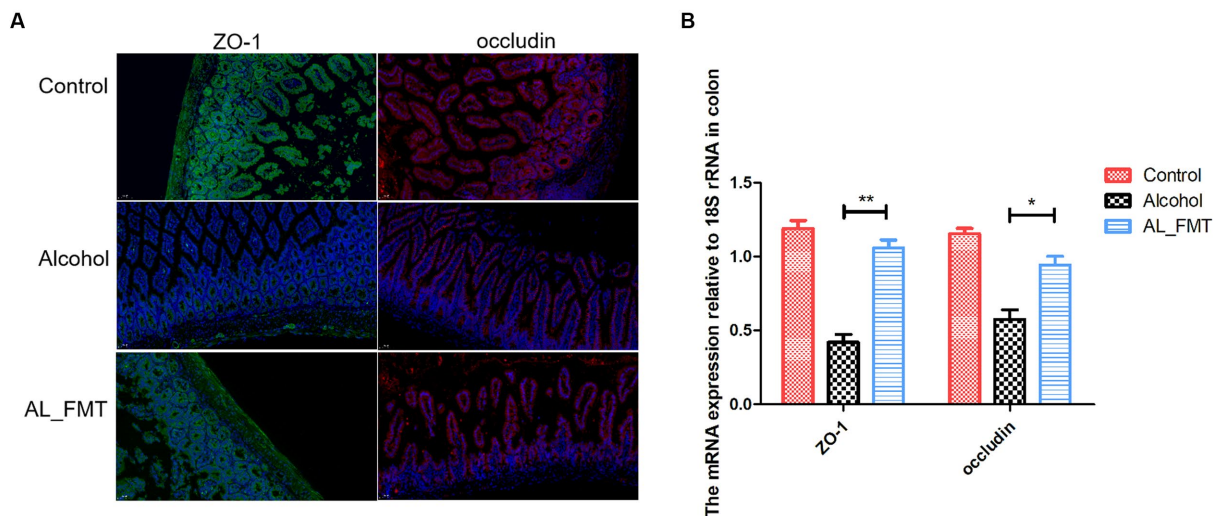 A
ZO-1
occludin
Control
Alcohol
AL_FMT
B
The mRNA expression relative to 18S rRNA in colon
1.5
1.0
0.5
0.0
**
*
ZO-1
occludin
Control
Alcohol
AL_FMT